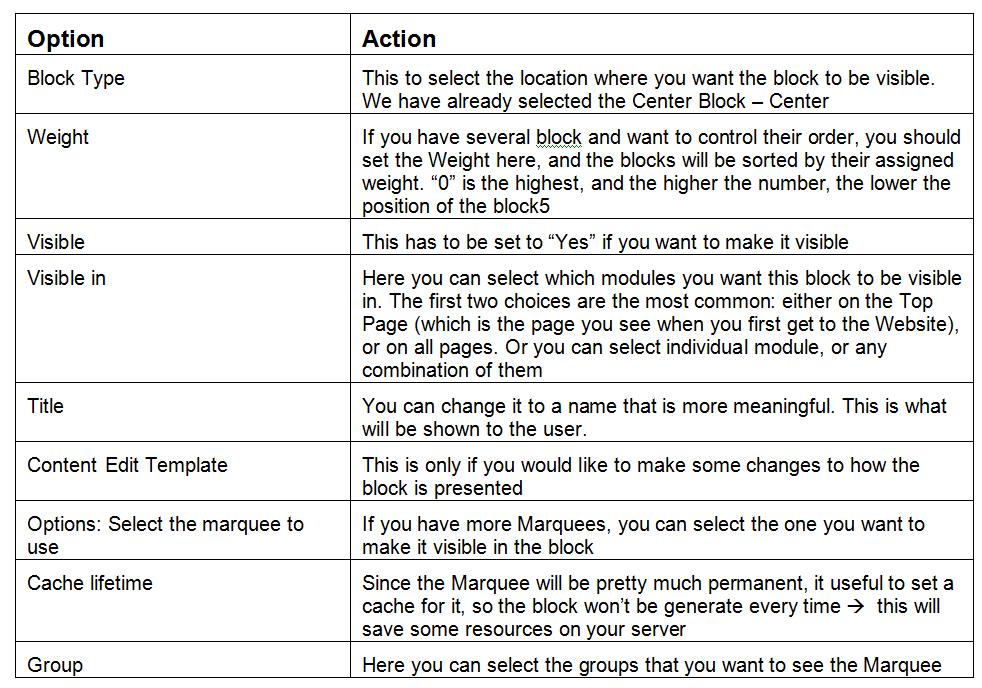 Option Action
Block Type This to select the location where you want the block to be visible.
We have already selected the Center Block – Center
Weight If you have several block and want to control their order, you should
set the Weight here, and the blocks will be sorted by their assigned
weight. “0” is the highest, and the higher the number, the lower the
position of the block5
Visible This has to be set to “Yes” if you want to make it visible
Visible in Here you can select which modules you want this block to be visible
in. The first two choices are the most common: either on the Top
Page (which is the page you see when you first get to the Website),
or on all pages. Or you can select individual module, or any
combination of them
Title You can change it to a name that is more meaningful. This is what
will be shown to the user.
Content Edit Template This is only if you would like to make some changes to how the
block is presented
Options: Select the marquee to If you have more Marquees, you can select the one you want to
use make it visible in the block
Cache lifetime Since the Marquee will be pretty much permanent, it useful to set a
cache for it, so the block won’t be generate every time → this will
save some resources on your server
Group Here you can select the groups that you want to see the Marquee